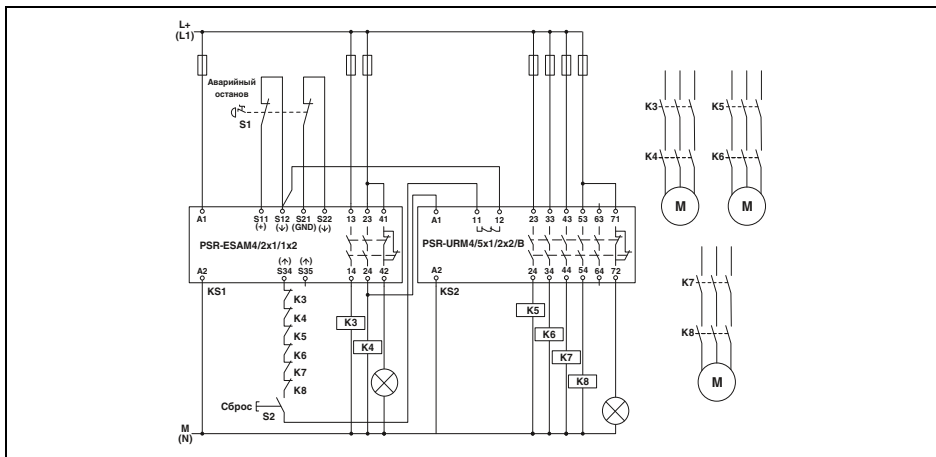 L+
(L1)
Аварийный
останов
S1
A1 S11 S12 S21 S22 13 23 41
(+) (↓) (GND) (↓)
PSR-ESAM4/2x1/1x2
(↑) (↑)
A2 S34 S35 14 24 42
KS1
A1 11 12 23 33 43 53 63 71
PSR-URM4/5x1/2x2/B
A2 24 34 44 54 64 72
KS2
K3
K4
K5
K6
K7
K8
Сброс
S2
K3
K4
K5
K6
K7
K8
M
(N)
K3
K4
M
K5
K6
M
K7
K8
M